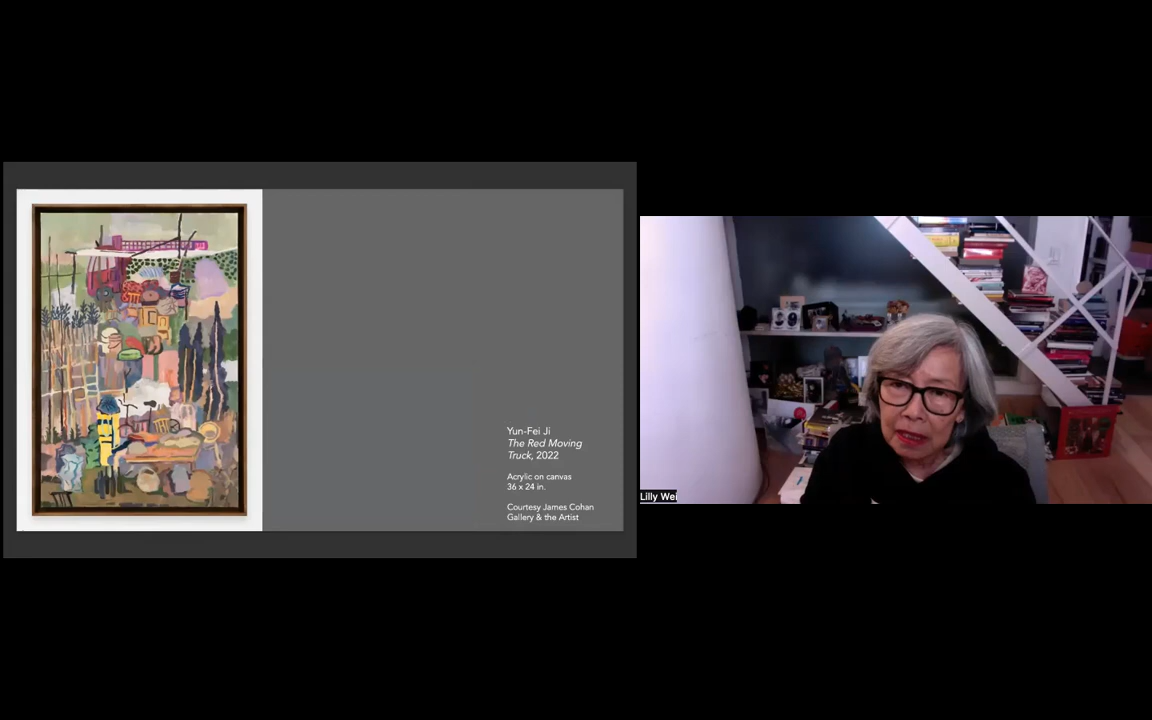 Yun-Fei Ji
The Red Moving
Truck, 2022
Acrylic on canvas
36 x 24 in.
Courtesy James Cohan
Gallery & the Artist
Lilly Wei